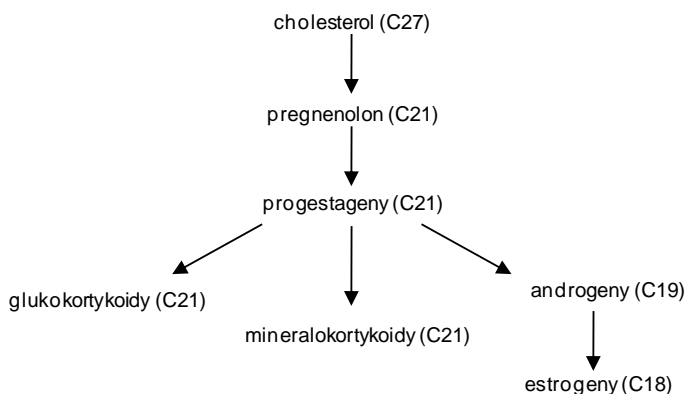 cholesterol (C27)
pregnenolon (C21)
progestageny (C21)
glukokortykoidy (C21)
mineralokortykoidy (C21)
androgeny (C19)
estrogeny (C18)